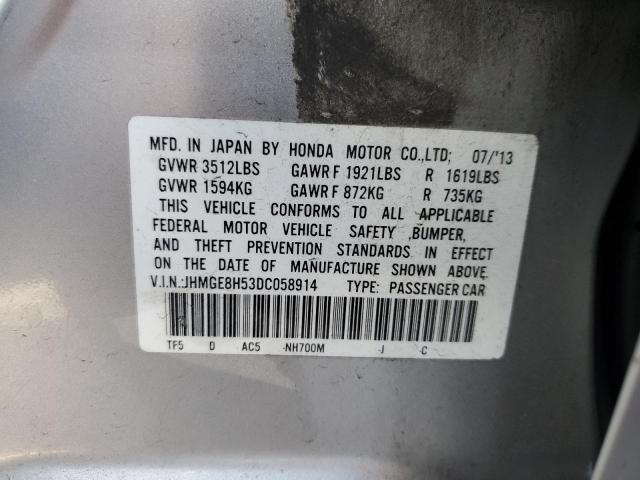 MFD. IN JAPAN BY HONDA MOTOR CO.,LTD; 07/'13
GVWR 3512LBS GAWR F 1921LBS R 1619LBS
GVWR 1594KG GAWR F 872KG R 735KG
THIS VEHICLE CONFORMS TO ALL APPLICABLE
FEDERAL MOTOR VEHICLE SAFETY ,BUMPER,
AND THEFT PREVENTION STANDARDS IN EFFECT
ON THE DATE OF MANUFACTURE SHOWN ABOVE.
V.I.N.:JHMGE8H53DC058914 TYPE: PASSENGER CAR
TF5 D AC5 -NH700M -J -C